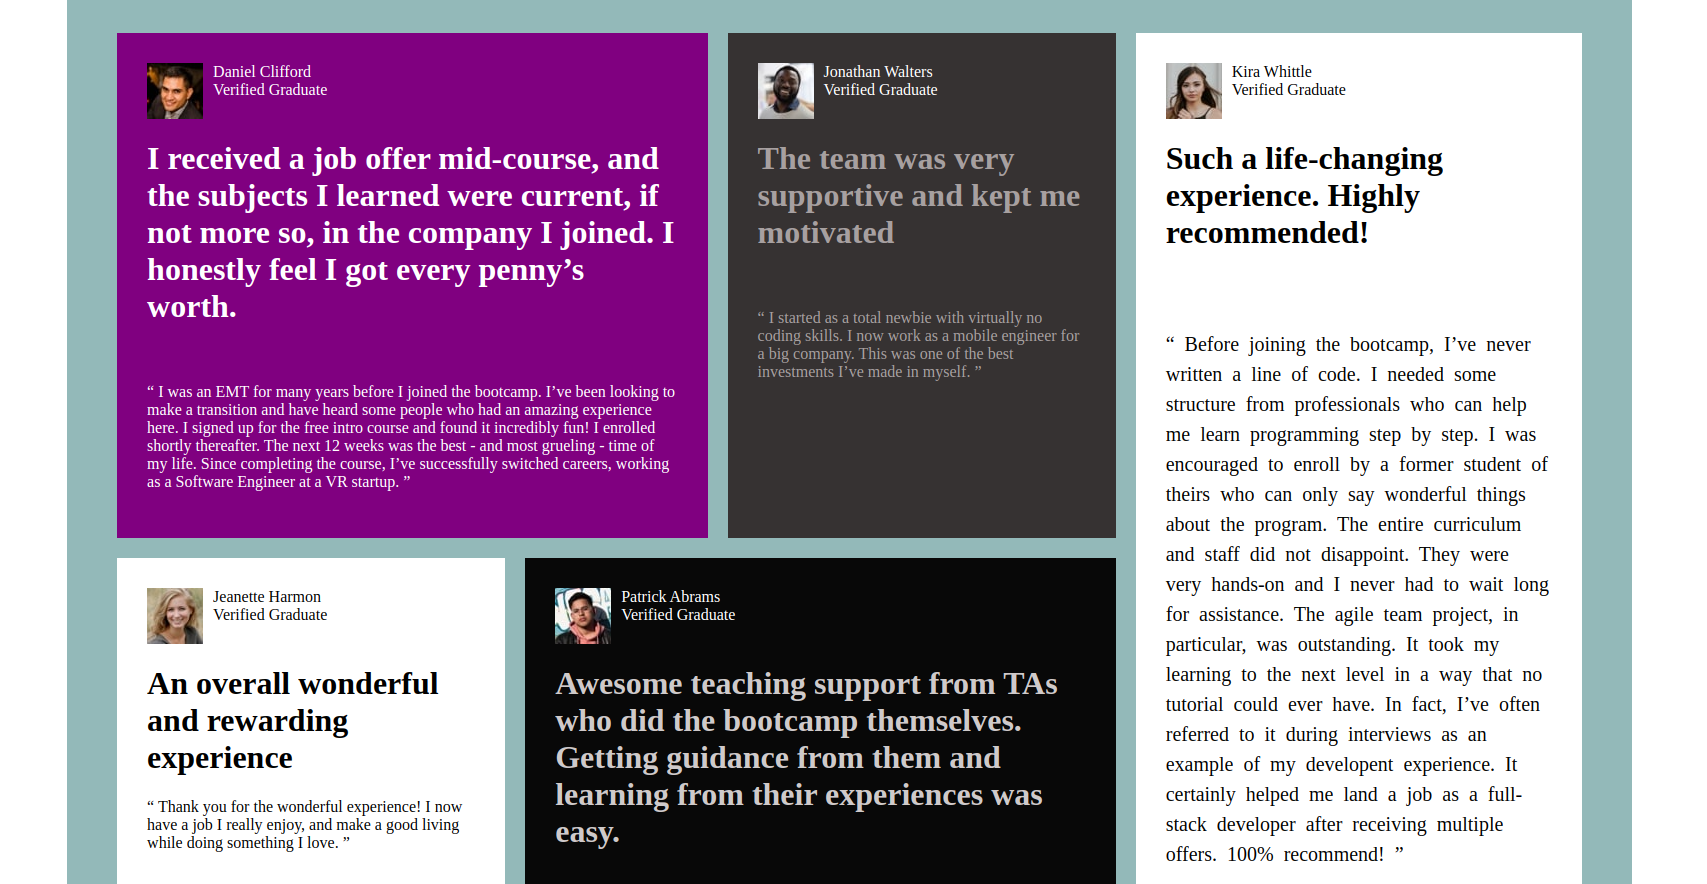 Daniel Clifford
Verified Graduate
I received a job offer mid-course, and
the subjects I learned were current, if
not more so, in the company I joined. I
honestly feel I got every penny’s
worth.
“ I was an EMT for many years before I joined the bootcamp. I’ve been looking to
make a transition and have heard some people who had an amazing experience
here. I signed up for the free intro course and found it incredibly fun! I enrolled
shortly thereafter. The next 12 weeks was the best - and most grueling - time of
my life. Since completing the course, I’ve successfully switched careers, working
as a Software Engineer at a VR startup. ”
Jonathan Walters
Verified Graduate
The team was very
supportive and kept me
motivated
“ I started as a total newbie with virtually no
coding skills. I now work as a mobile engineer for
a big company. This was one of the best
investments I’ve made in myself. ”
Kira Whittle
Verified Graduate
Such a life-changing
experience. Highly
recommended!
“ Before joining the bootcamp, I’ve never
written a line of code. I needed some
structure from professionals who can help
me learn programming step by step. I was
encouraged to enroll by a former student of
theirs who can only say wonderful things
about the program. The entire curriculum
and staff did not disappoint. They were
very hands-on and I never had to wait long
for assistance. The agile team project, in
particular, was outstanding. It took my
learning to the next level in a way that no
tutorial could ever have. In fact, I’ve often
referred to it during interviews as an
example of my developent experience. It
certainly helped me land a job as a full-
stack developer after receiving multiple
offers. 100% recommend! ”
Jeanette Harmon
Verified Graduate
An overall wonderful
and rewarding
experience
“ Thank you for the wonderful experience! I now
have a job I really enjoy, and make a good living
while doing something I love. ”
Patrick Abrams
Verified Graduate
Awesome teaching support from TAs
who did the bootcamp themselves.
Getting guidance from them and
learning from their experiences was
easy.